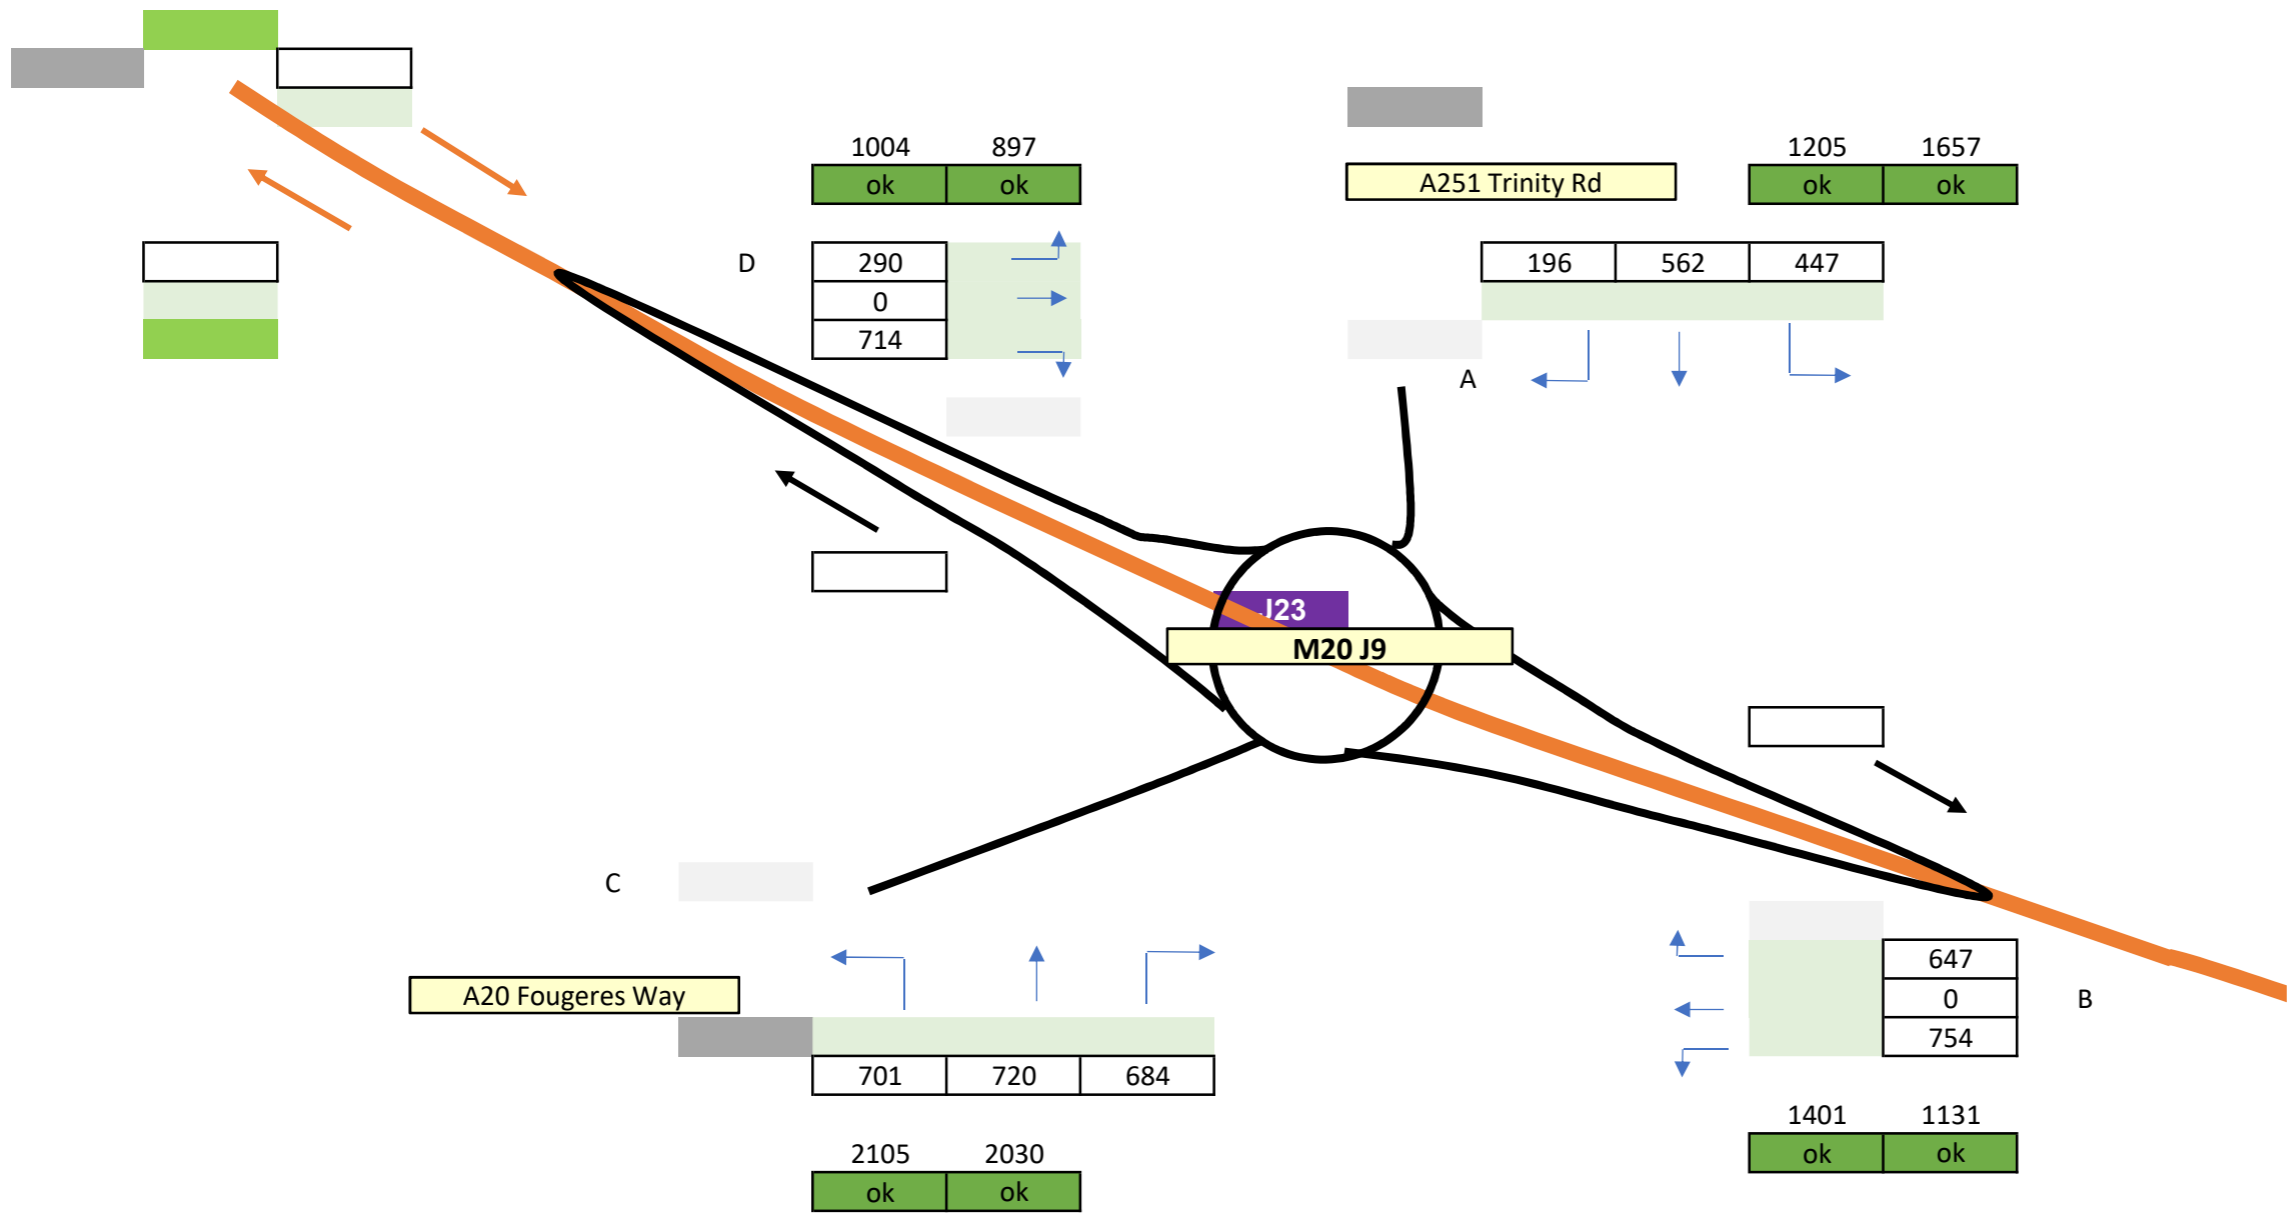 1004 897
ok ok
1205 1657
A251 Trinity Rd
ok ok
D
290
0
714
196 562 447
A
J23
M20 J9
C
A20 Fougeres Way
701 720 684
2105 2030
ok ok
647
0
754
B
1401 1131
ok ok